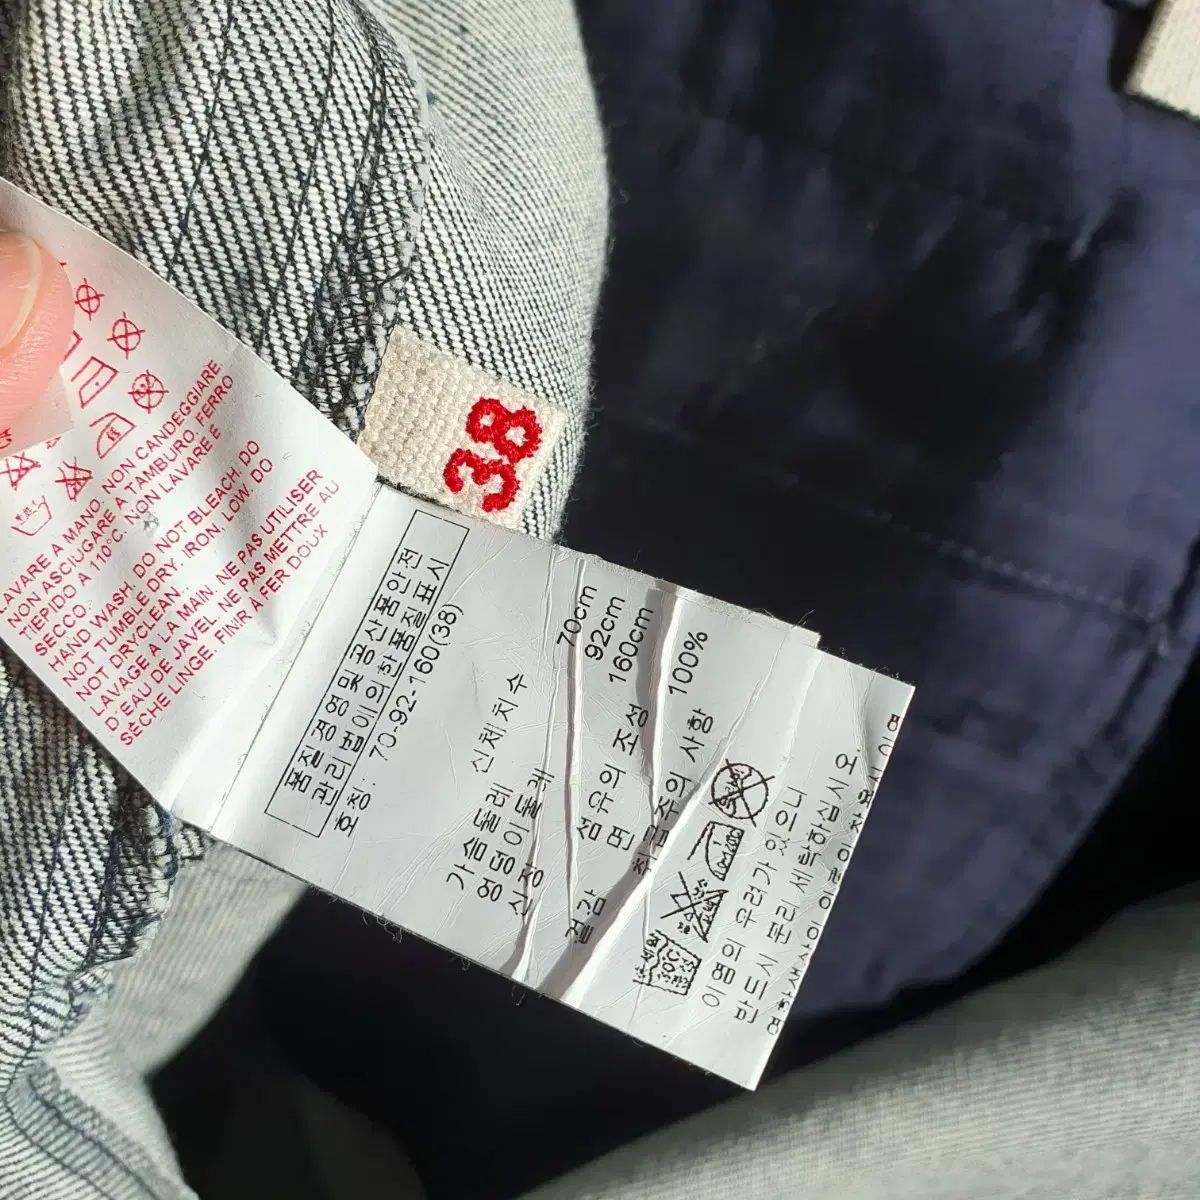 38
LAVARE A MANO. NON CANDEGGIARE.
NON ASCIUGARE A TAMBURO. FERRO
TIEPIDO A 110°C. NON LAVARE E
SECCO.
HAND WASH. DO NOT BLEACH. DO
NOT TUMBLE DRY. IRON, LOW. DO
NOT DRYCLEAN.
LAVAGE A LA MAIN. NE PAS UTILISER
D'EAU DE JAVEL. NE PAS METTRE AU
SÈCHE LINGE. FINIR À FER DOUX
품질경영 및 공산품안전
관리법에 의한 품질표시
호칭: 70-92-160(38)
신체치수
가슴둘레 70cm
엉덩이둘레 92cm
신장 160cm
섬유의 조성
겉감 면 100%
취급주의 사항
이염의 우려가 있으니
반드시 분리 세탁하십시오.